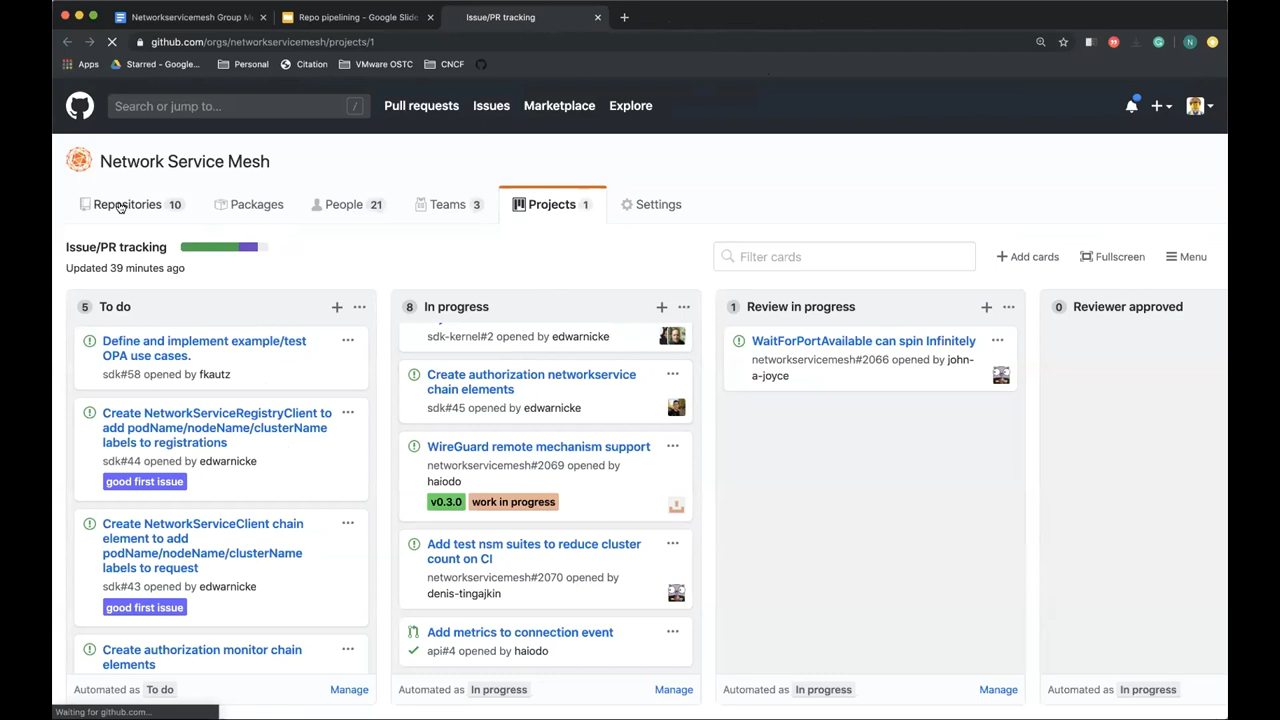 Networkservicemesh Group M
Repo pipelining - Google Slide
Issue/PR tracking
github.com/orgs/networkservicemesh/projects/1
Apps
Starred - Google...
Personal
Citation
VMware OSTC
CNCF
Search or jump to...
/
Pull requests
Issues
Marketplace
Explore
Network Service Mesh
Repositories 10
Packages
People 21
Teams 3
Projects 1
Settings
Issue/PR tracking
Updated 39 minutes ago
Filter cards
Add cards
Fullscreen
Menu
5 To do
Define and implement example/test
OPA use cases.
sdk#58 opened by fkautz
Create NetworkServiceRegistryClient to
add podName/nodeName/clusterName
labels to registrations
sdk#44 opened by edwarnicke
good first issue
Create NetworkServiceClient chain
element to add
podName/nodeName/clusterName
labels to request
sdk#43 opened by edwarnicke
good first issue
Create authorization monitor chain
elements
Automated as To do
Manage
8 In progress
sdk-kernel#2 opened by edwarnicke
Create authorization networkservice
chain elements
sdk#45 opened by edwarnicke
WireGuard remote mechanism support
networkservicemesh#2069 opened by
haiodo
v0.3.0 work in progress
Add test nsm suites to reduce cluster
count on CI
networkservicemesh#2070 opened by
denis-tingajkin
Add metrics to connection event
api#4 opened by haiodo
Automated as In progress
Manage
1 Review in progress
WaitForPortAvailable can spin Infinitely
networkservicemesh#2066 opened by john-
a-joyce
Automated as In progress
Manage
0 Reviewer approved
Automated as In progress
Waiting for github.com...